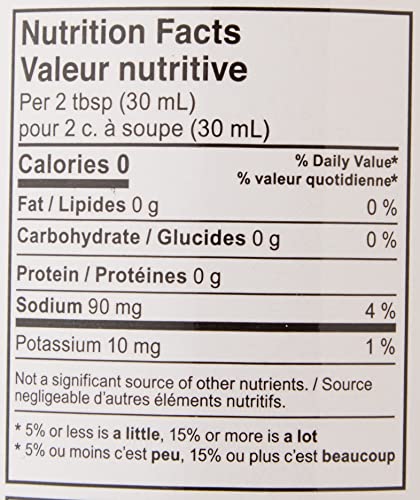 Nutrition Facts
Valeur nutritive
Per 2 tbsp (30 mL)
pour 2 c. à soupe (30 mL)
Calories 0
% Daily Value*
% valeur quotidienne*
Fat / Lipides 0 g 0 %
Carbohydrate / Glucides 0 g 0 %
Protein / Protéines 0 g
Sodium 90 mg 4 %
Potassium 10 mg 1 %
Not a significant source of other nutrients. / Source
negligeable d'autres éléments nutritifs.
* 5% or less is a little, 15% or more is a lot
* 5% ou moins c'est peu, 15% ou plus c'est beaucoup